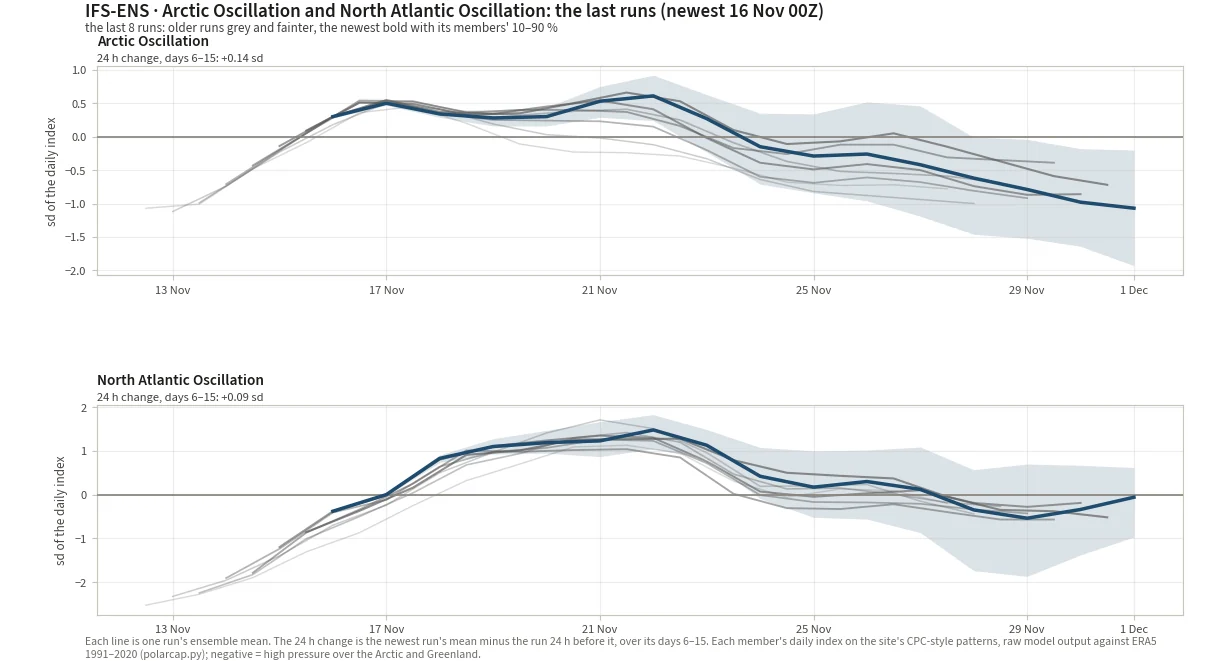 IFS-ENS · Arctic Oscillation and North Atlantic Oscillation: the last runs (newest 16 Nov 00Z)
the last 8 runs: older runs grey and fainter, the newest bold with its members' 10–90 %
Arctic Oscillation
24 h change, days 6–15: +0.14 sd
sd of the daily index
1.0
0.5
0.0
−0.5
−1.0
−1.5
−2.0
13 Nov 17 Nov 21 Nov 25 Nov 29 Nov 1 Dec
North Atlantic Oscillation
24 h change, days 6–15: +0.09 sd
sd of the daily index
2
1
0
−1
−2
13 Nov 17 Nov 21 Nov 25 Nov 29 Nov 1 Dec
Each line is one run's ensemble mean. The 24 h change is the newest run's mean minus the run 24 h before it, over its days 6–15. Each member's daily index on the site's CPC-style patterns, raw model output against ERA5
1991–2020 (polarcap.py); negative = high pressure over the Arctic and Greenland.